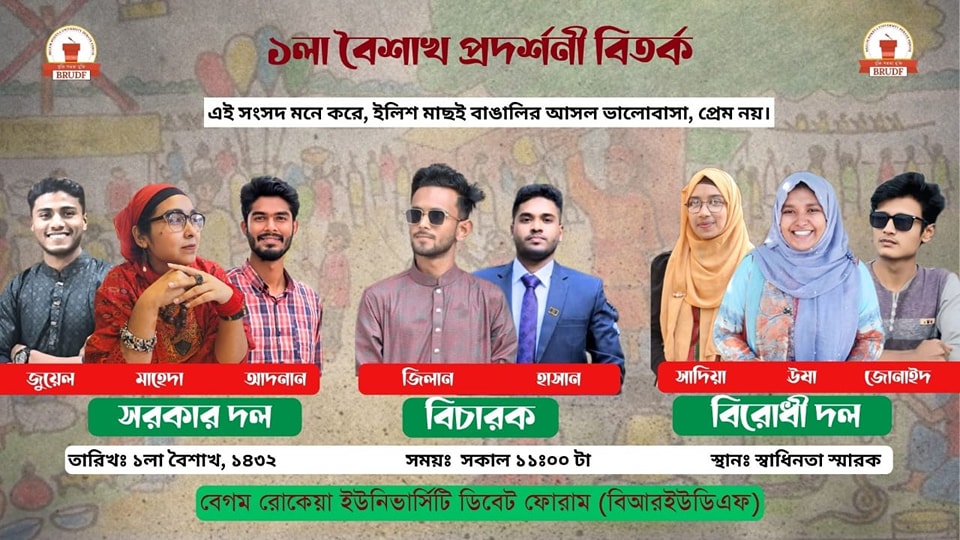 ১লা বৈশাখ প্রদর্শনী বিতর্ক
BRUDF
BRUDF
এই সংসদ মনে করে, ইলিশ মাছই বাঙালির আসল ভালোবাসা, প্রেম নয়।
জুয়েল মাহেদা আদনান
জিলান হাসান
সাদিয়া উষা জোনাইদ
সরকার দল
বিচারক
বিরোধী দল
তারিখঃ ১লা বৈশাখ, ১৪৩২
সময়ঃ সকাল ১১ঃ০০ টা
স্থানঃ স্বাধিনতা স্মারক
বেগম রোকেয়া ইউনিভার্সিটি ডিবেট ফোরাম (বিআরইউডিএফ)